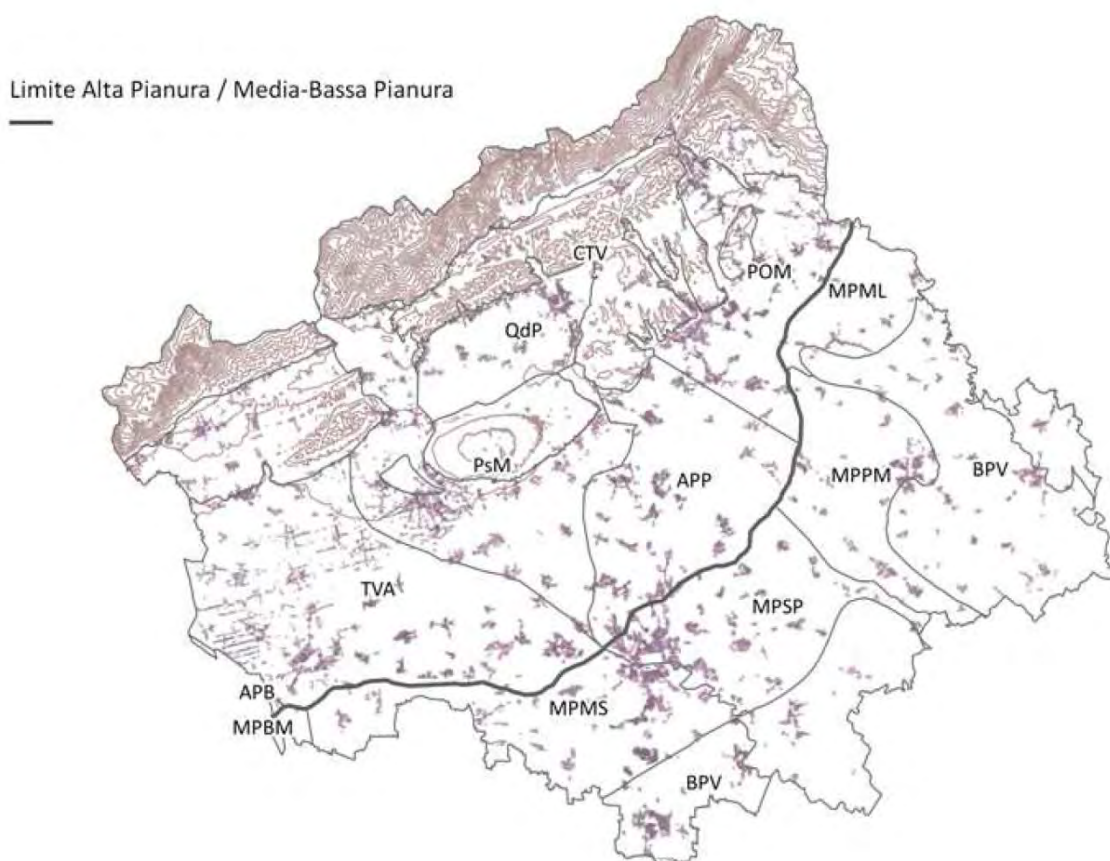 Limite Alta Pianura / Media-Bassa Pianura
CTV
POM
MPML
QdP
PsM
APP
MPPM
BPV
TVA
MPSP
APB
MPMS
MPBM
BPV